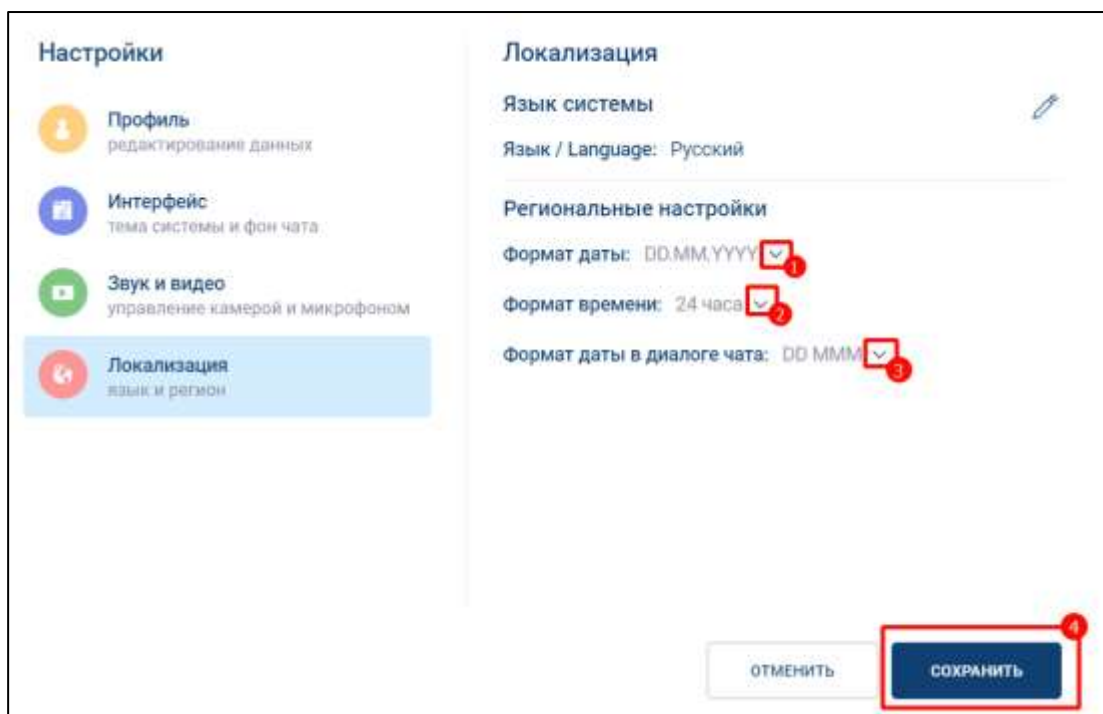 Настройки
Профиль
редактирование данных
Интерфейс
тема системы и фон чата
Звук и видео
управление камерой и микрофоном
Локализация
язык и регион
Локализация
Язык системы
Язык / Language: Русский
Региональные настройки
Формат даты: DD.MM.YYYY 1
Формат времени: 24 часа 2
Формат даты в диалоге чата: DD MMM 3
4
ОТМЕНИТЬ
СОХРАНИТЬ